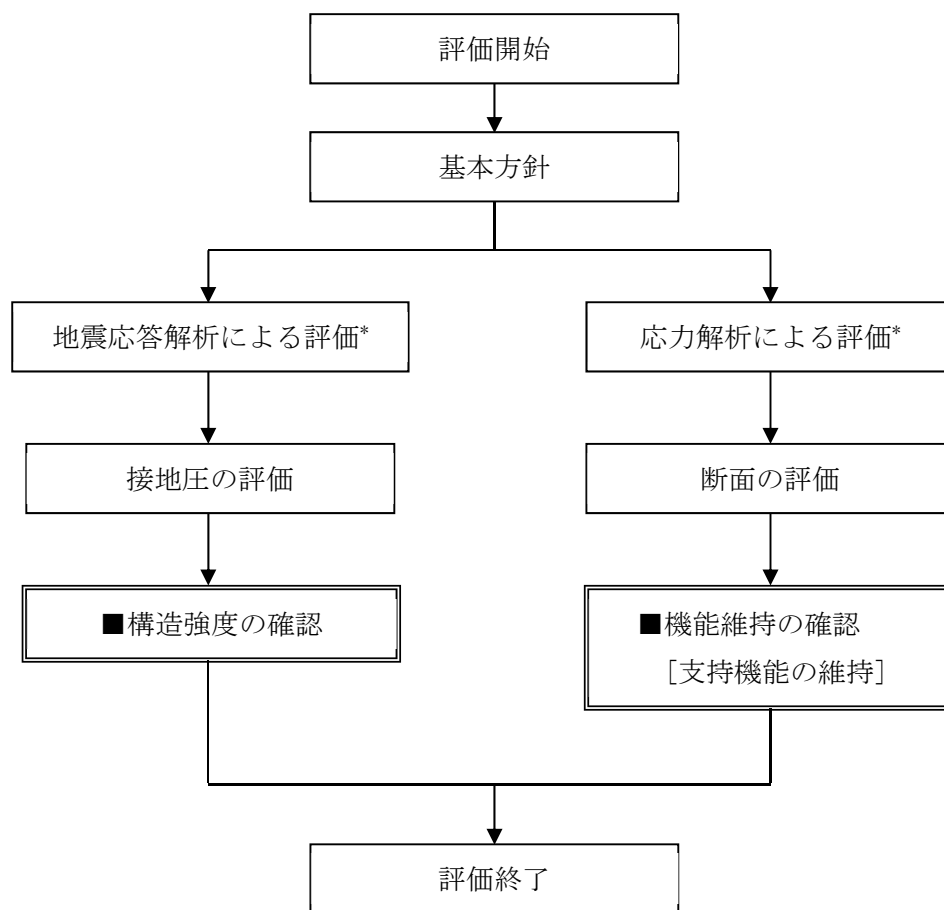 評価開始
基本方針
地震応答解析による評価*
応力解析による評価*
接地圧の評価
断面の評価
■構造強度の確認
■機能維持の確認
［支持機能の維持］
評価終了